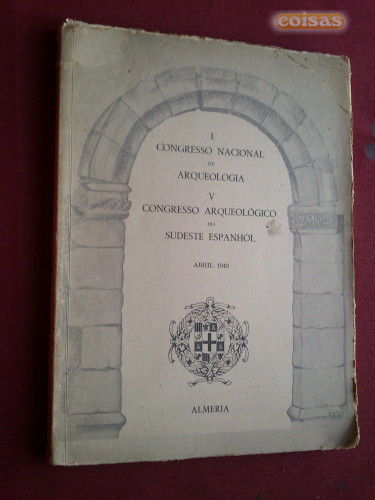 coisas
I
CONGRESSO NACIONAL
DE
ARQUEOLOGIA
V
CONGRESSO ARQUEOLÓGICO
DO
SUDESTE ESPANHOL
ABRIL 1949
ALMERIA